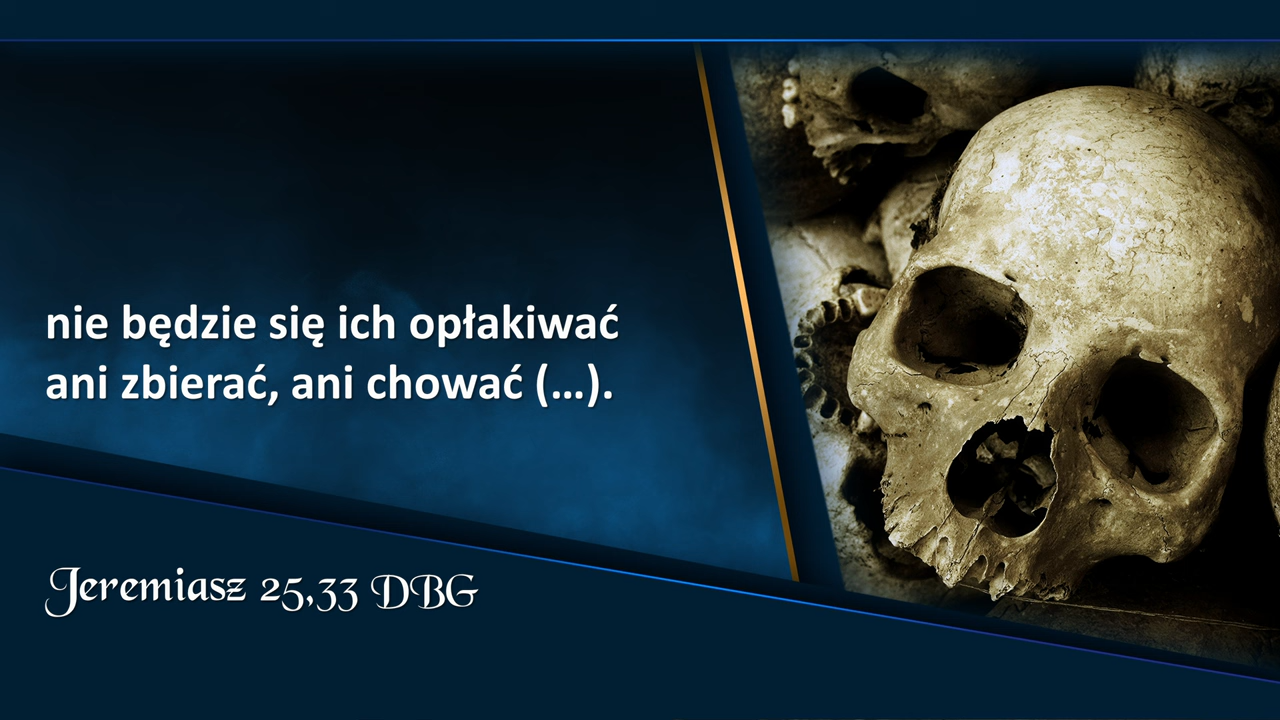 nie będzie się ich opłakiwać
ani zbierać, ani chować (...).
Jeremiasz 25,33 DBG